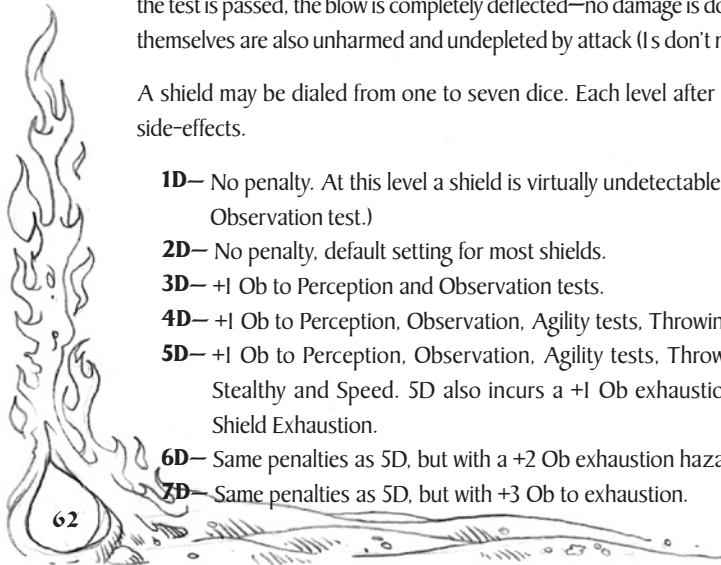 the test is passed, the blow is completely deflected—no damage is do
themselves are also unharmed and undepleted by attack (1s don't
A shield may be dialed from one to seven dice. Each level after
side-effects.
1D— No penalty. At this level a shield is virtually undetectable
Observation test.)
2D— No penalty, default setting for most shields.
3D— +1 Ob to Perception and Observation tests.
4D— +1 Ob to Perception, Observation, Agility tests, Throwin
5D— +1 Ob to Perception, Observation, Agility tests, Throw
Stealthy and Speed. 5D also incurs a +1 Ob exhaustio
Shield Exhaustion.
6D— Same penalties as 5D, but with a +2 Ob exhaustion haza
7D— Same penalties as 5D, but with +3 Ob to exhaustion.
62